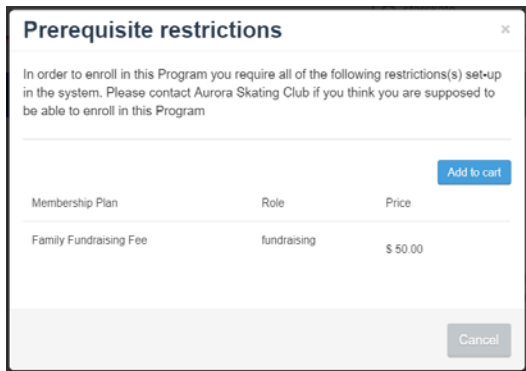 Prerequisite restrictions
×
In order to enroll in this Program you require all of the following restrictions(s) set-up
in the system. Please contact Aurora Skating Club if you think you are supposed to
be able to enroll in this Program
Add to cart
Membership Plan Role Price
Family Fundraising Fee fundraising $ 50.00
Cancel